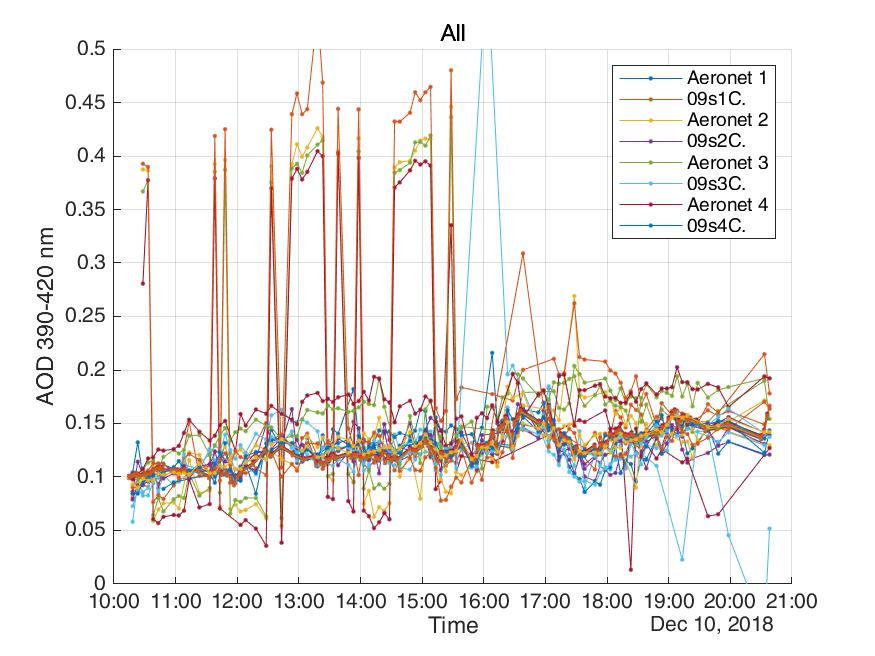 All
0.5
0.45
0.4
0.35
0.3
0.25
0.2
0.15
0.1
0.05
0
AOD 390-420 nm
Aeronet 1
09s1C.
Aeronet 2
09s2C.
Aeronet 3
09s3C.
Aeronet 4
09s4C.
10:00 11:00 12:00 13:00 14:00 15:00 16:00 17:00 18:00 19:00 20:00 21:00
Time
Dec 10, 2018